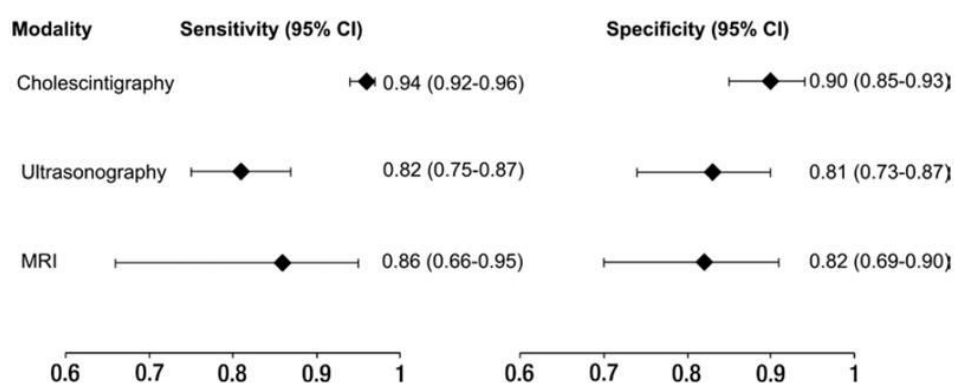 Modality Sensitivity (95% CI) Specificity (95% CI)
Cholescintigraphy 0.94 (0.92-0.96) 0.90 (0.85-0.93)
Ultrasonography 0.82 (0.75-0.87) 0.81 (0.73-0.87)
MRI 0.86 (0.66-0.95) 0.82 (0.69-0.90)
0.6 0.7 0.8 0.9 1 0.6 0.7 0.8 0.9 1